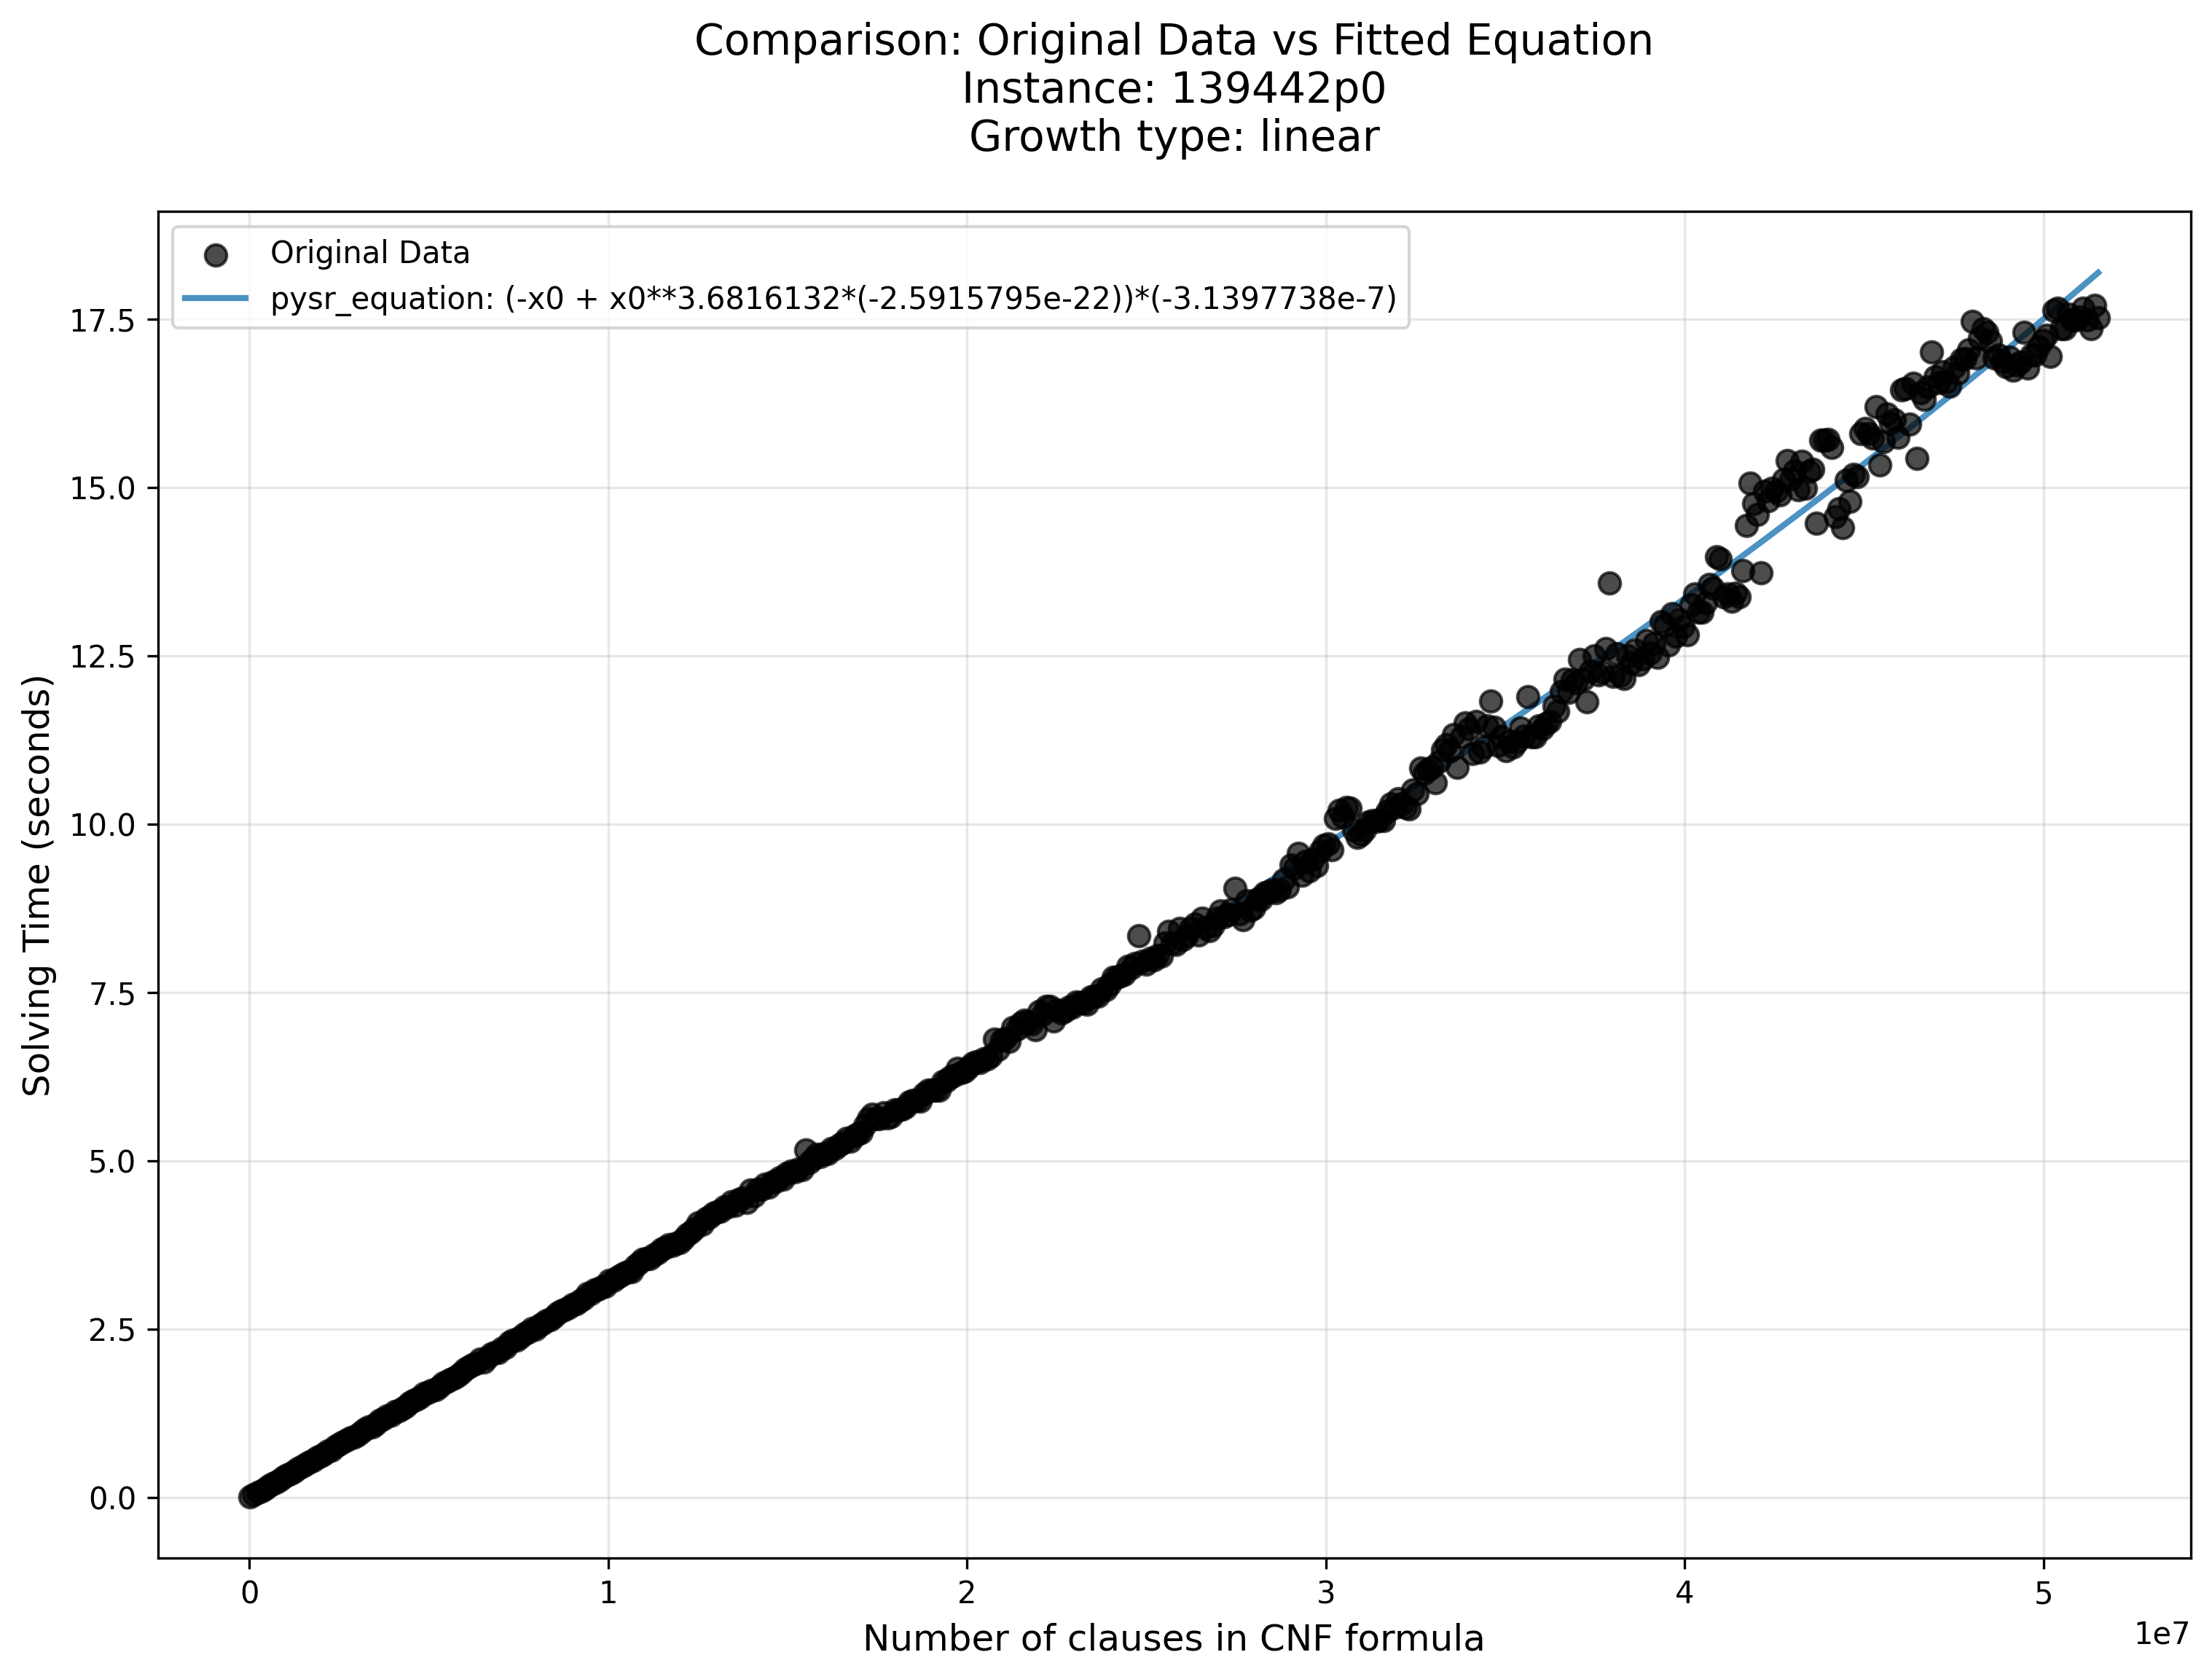 Comparison: Original Data vs Fitted Equation
Instance: 139442p0
Growth type: linear
Original Data
pysr_equation: (-x0 + x0**3.6816132*(-2.5915795e-22))*(-3.1397738e-7)
Solving Time (seconds)
17.5
15.0
12.5
10.0
7.5
5.0
2.5
0.0
0 1 2 3 4 5
1e7
Number of clauses in CNF formula